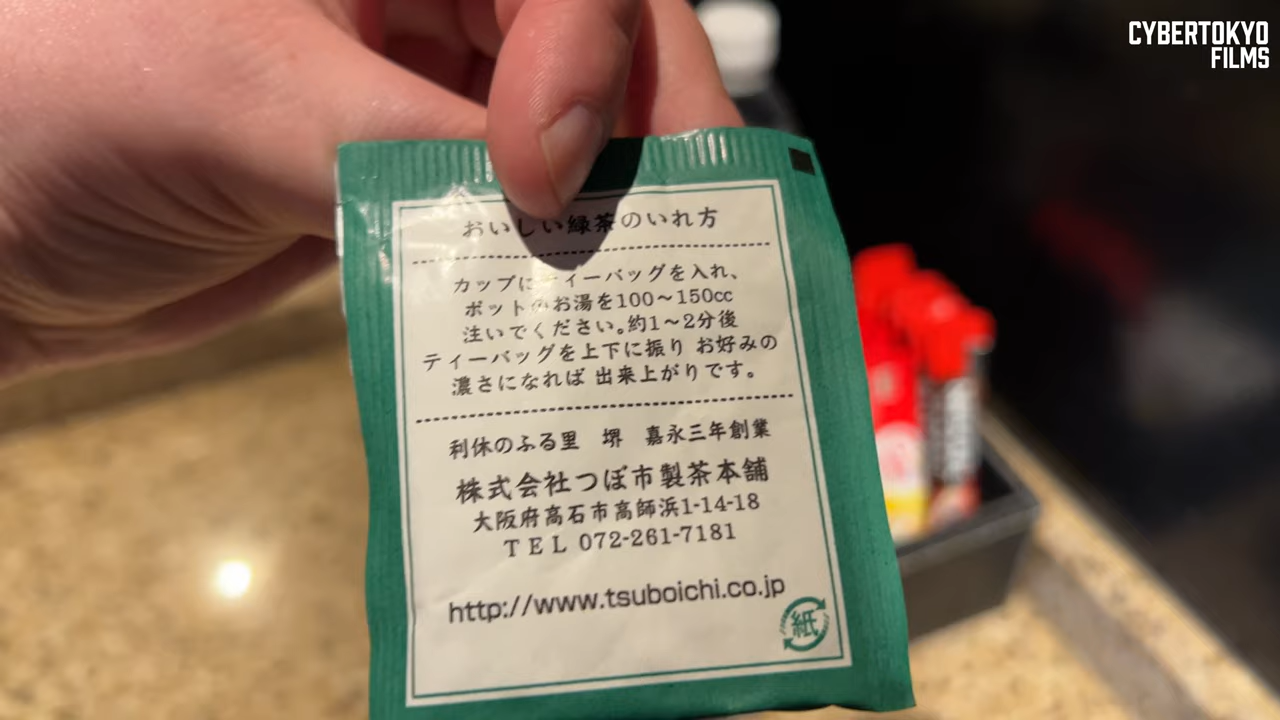 CYBERTOKYO
FILMS
おいしい緑茶のいれ方
カップにティーバッグを入れ、
ポットのお湯を100〜150cc
注いでください。約1〜2分後
ティーバッグを上下に振り お好みの
濃さになれば 出来上がりです。
利休のふる里 堺 嘉永三年創業
株式会社つぼ市製茶本舗
大阪府高石市高師浜1-14-18
TEL 072-261-7181
http://www.tsuboichi.co.jp
紙